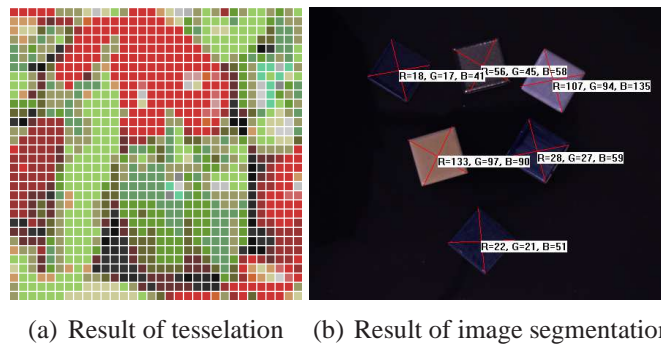 R=18, G=17, B=41
R=56, G=45, B=58
R=107, G=94, B=135
R=133, G=97, B=90
R=28, G=27, B=59
R=22, G=21, B=51
(a) Result of tesselation (b) Result of image segmentation